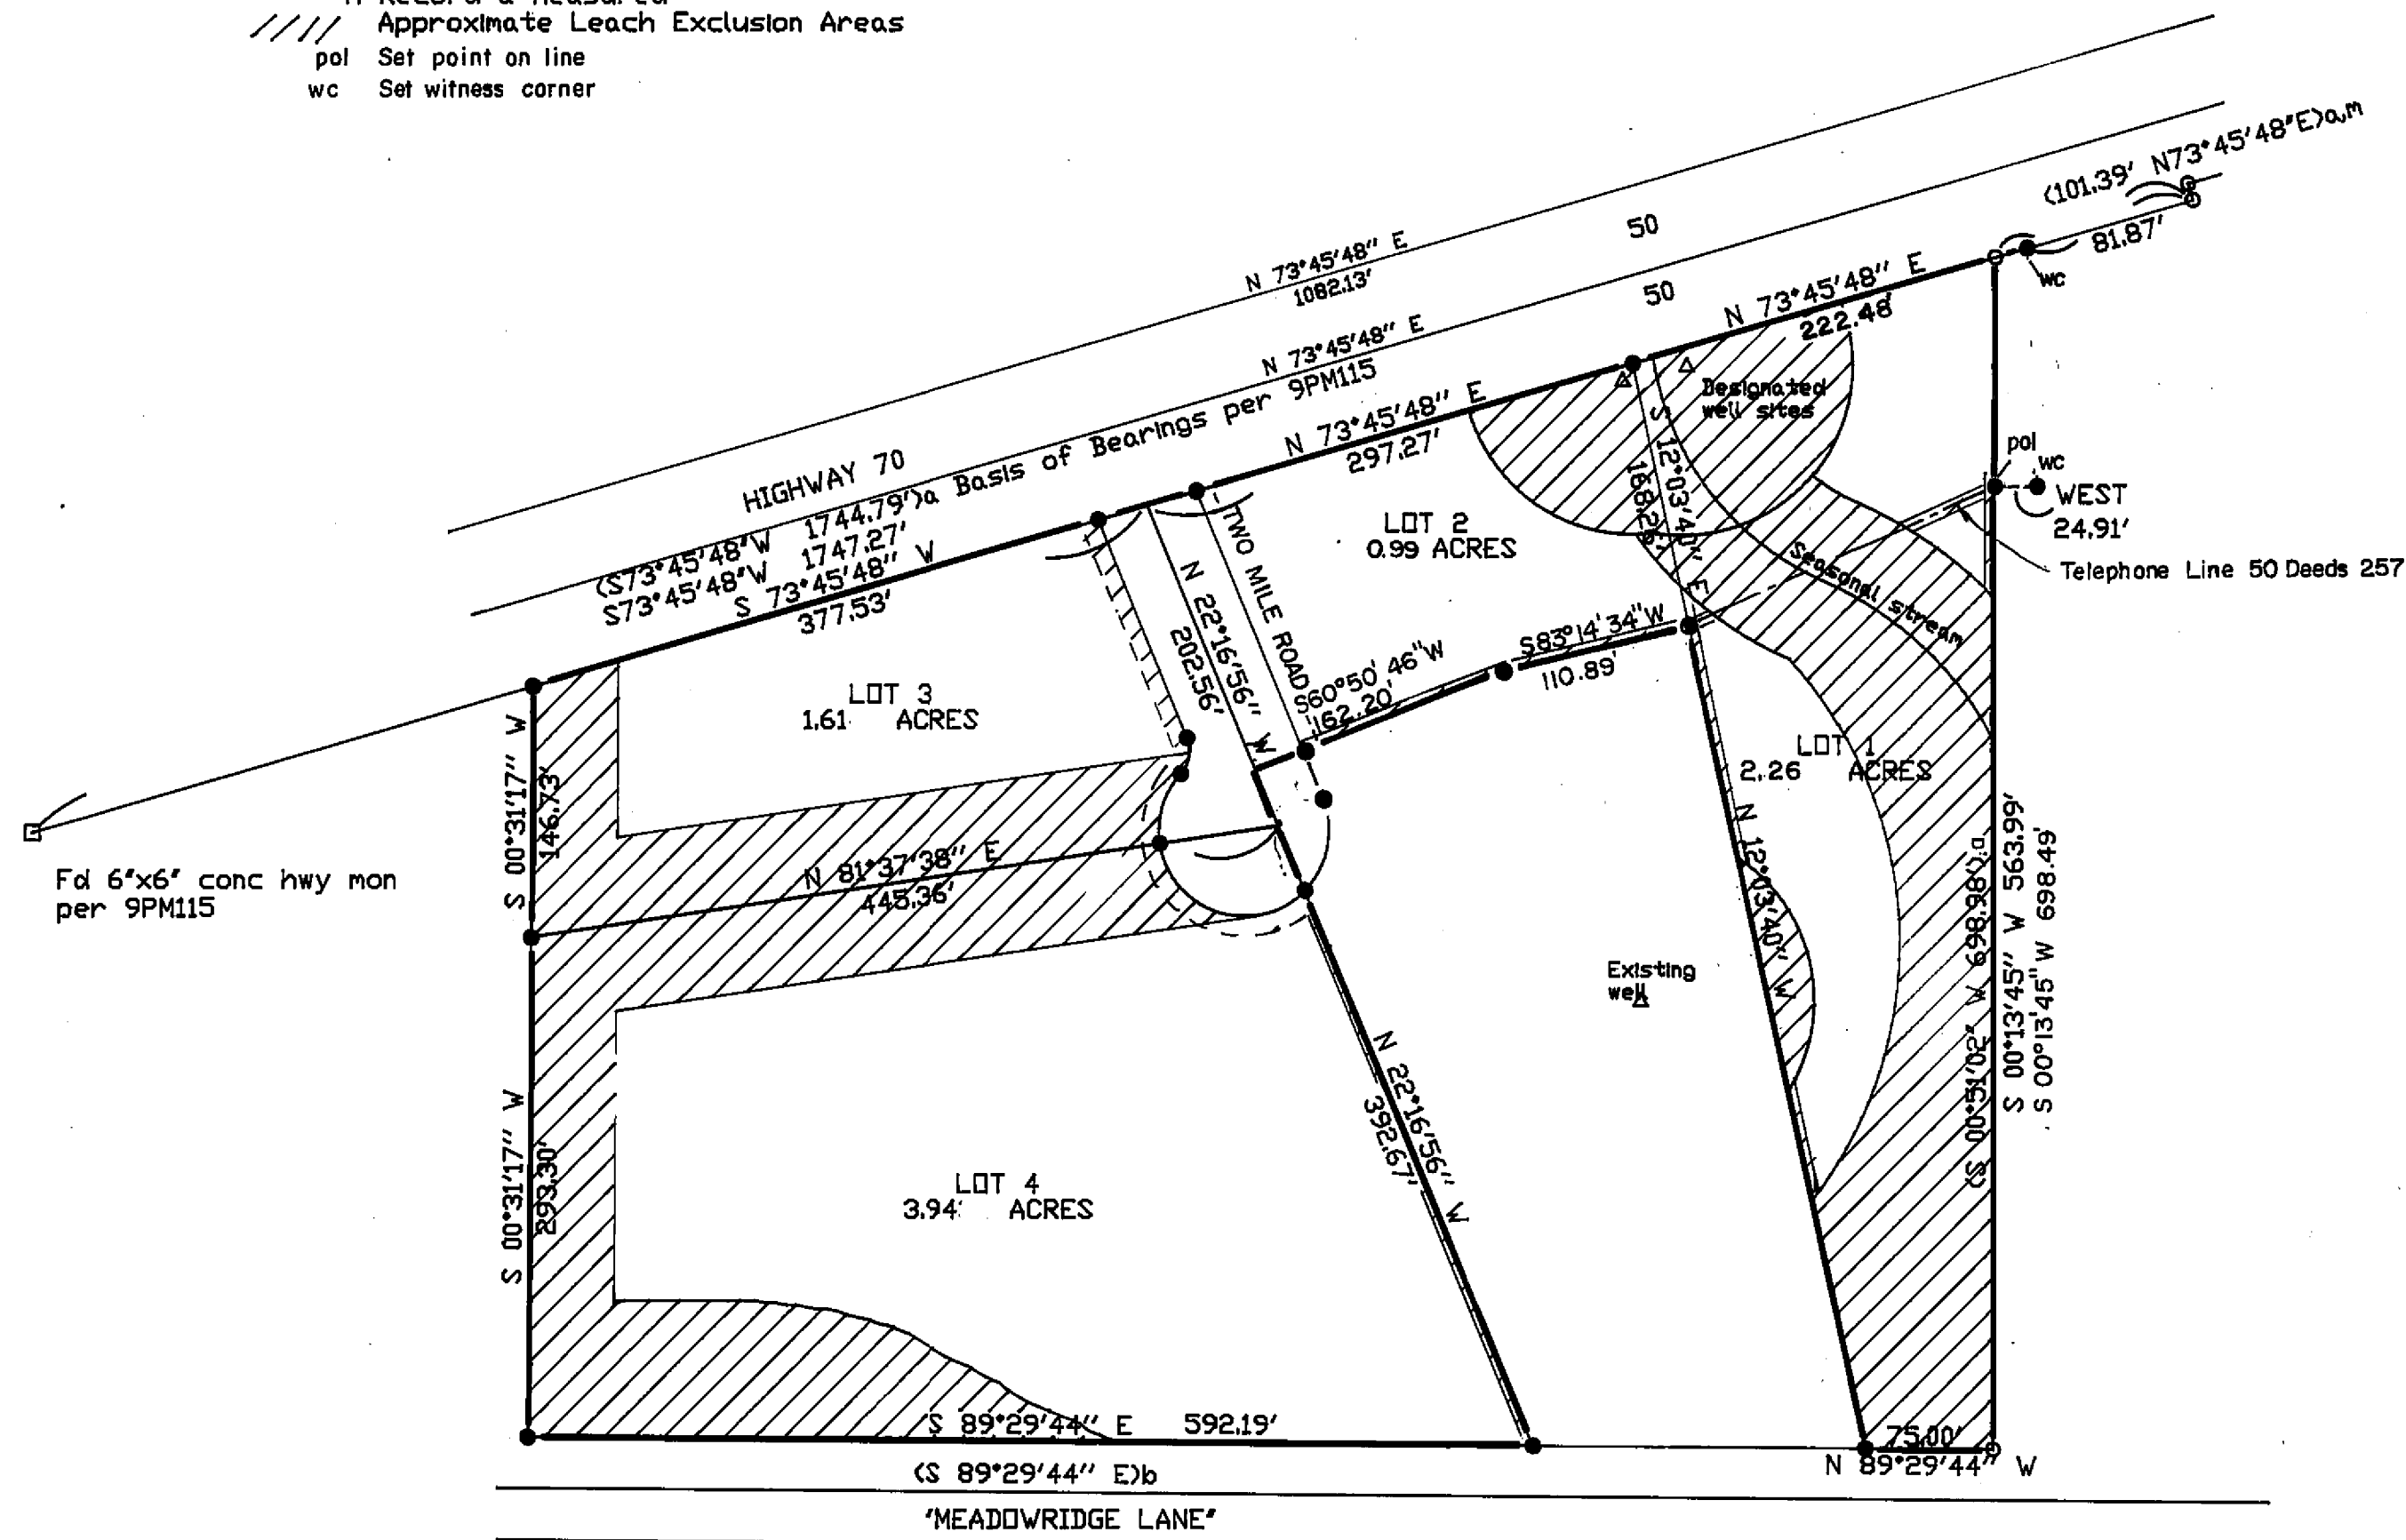 Approximate Leach Exclusion Areas
pol Set point on line
wc Set witness corner
(101.39' N73°45'48"E)a,m
81.87'
wc
50
50
N 73°45'48" E
1082.13'
N 73°45'48" E
9PM115
HIGHWAY 70
(S73°45'48"W 1744.79')a Basis of Bearings per
S73°45'48"W 1747.27'
S 73°45'48" W
377.53'
N 73°45'48" E
297.27'
N 73°45'48" E
222.48'
Designated
well sites
S 12°03'40" E
pol
wc
WEST
24.91'
Telephone Line 50 Deeds 257
Seasonal stream
LOT 2
0.99 ACRES
TWO MILE ROAD
N 22°16'56" W
202.56'
S60°50'46"W
162.20'
S83°14'34"W
110.89'
LOT 3
1.61 ACRES
LOT 1
2.26 ACRES
S 00°31'17" W
146.73'
Fd 6"x6" conc hwy mon
per 9PM115
N 81°37'38" E
445.36'
N 12°03'40" W
Existing
well
(S 00°51'02" W 698.98')a
S 00°13'45" W 563.99'
S 00°13'45"W 698.49'
N 22°16'56" W
392.67'
S 00°31'17" W
293.30'
LOT 4
3.94 ACRES
S 89°29'44" E 592.19'
75.00'
N 89°29'44" W
(S 89°29'44" E)b
"MEADOWRIDGE LANE"